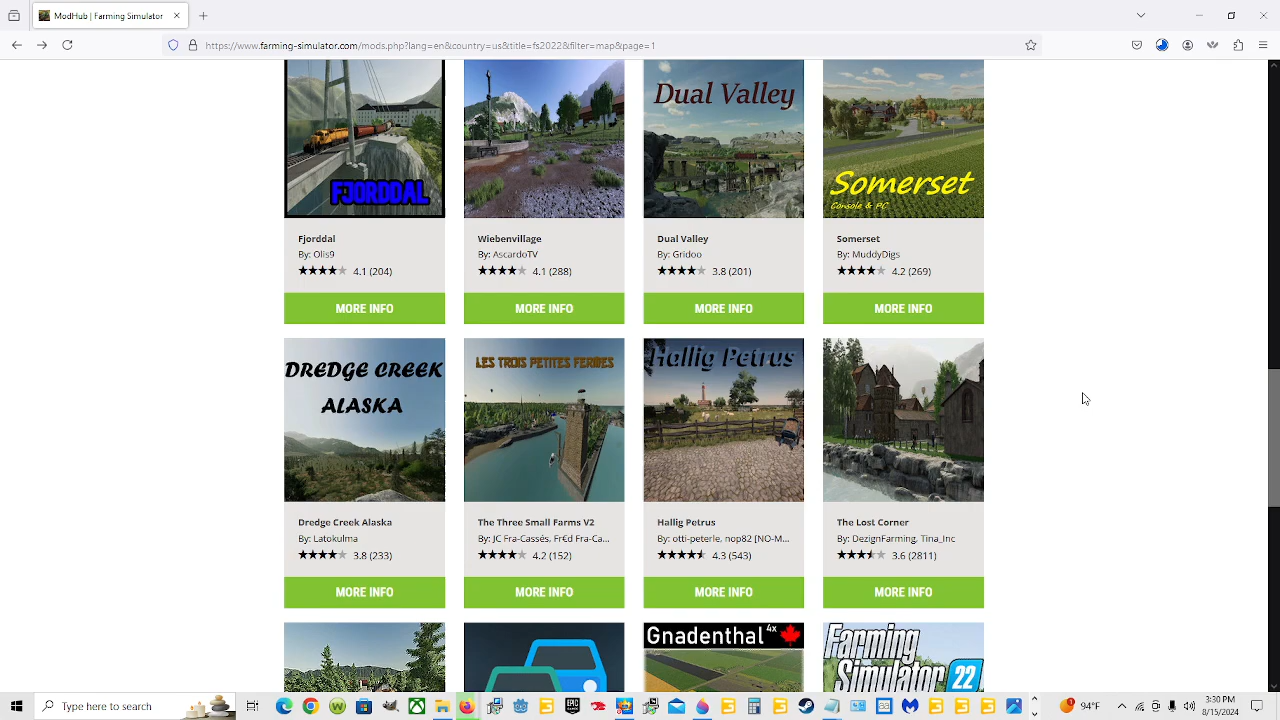 ModHub | Farming Simulator
https://www.farming-simulator.com/mods.php?lang=en&country=us&title=fs2022&filter=map&page=1
FJORDDAL
Dual Valley
Somerset
Console & PC
Fjorddal
Wiebenvillage
Dual Valley
Somerset
By: Olis9
By: AscardoTV
By: Gridoo
By: MuddyDigs
4.1 (204)
4.1 (288)
3.8 (201)
4.2 (269)
MORE INFO
MORE INFO
MORE INFO
MORE INFO
DREDGE CREEK
ALASKA
LES TROIS PETITES FERMES
Hallig Petrus
Dredge Creek Alaska
The Three Small Farms V2
Hallig Petrus
The Lost Corner
By: Latokulma
By: JC Fra-Cassés, Fr€d Fra-Ca...
By: otti-peterle, nop82 [NO-M...
By: DezignFarming, Tina_Inc
3.8 (233)
4.2 (152)
4.3 (543)
3.6 (2811)
MORE INFO
MORE INFO
MORE INFO
MORE INFO
Gnadenthal 4x
Farming
Simulator 22
Type here to search
94°F
3:30 PM
8/15/2024